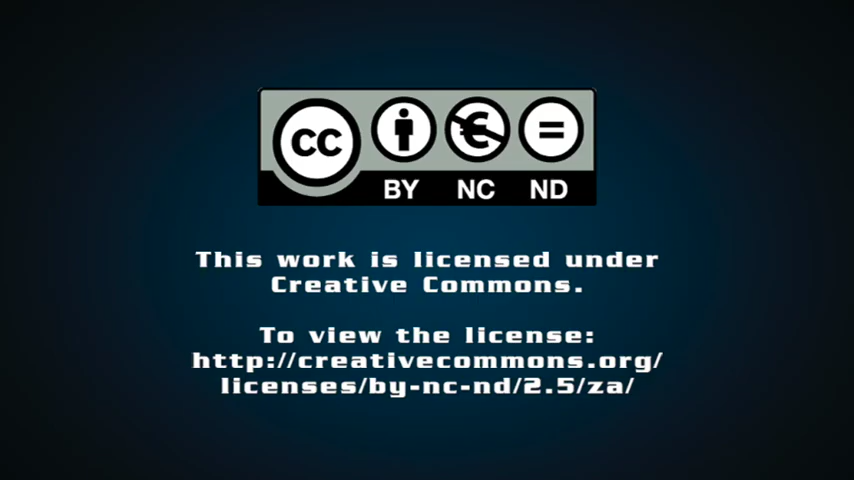 CC
BY NC ND
This work is licensed under
Creative Commons.
To view the license:
http://creativecommons.org/
licenses/by-nc-nd/2.5/za/